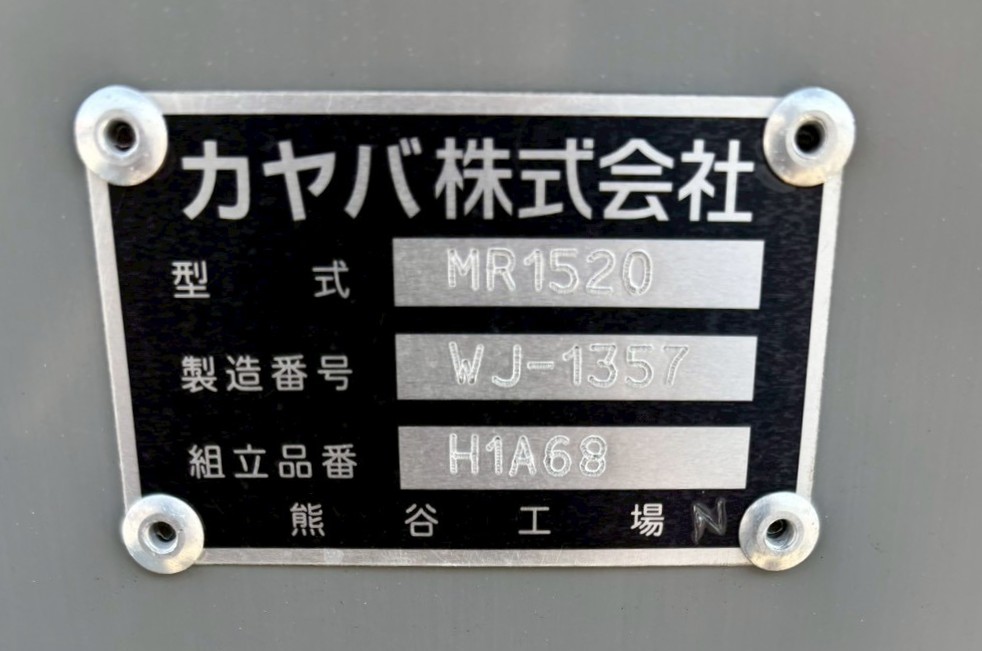 カヤバ株式会社
型式 MR1520
製造番号 WJ-1357
組立品番 H1A68
熊谷工場 N